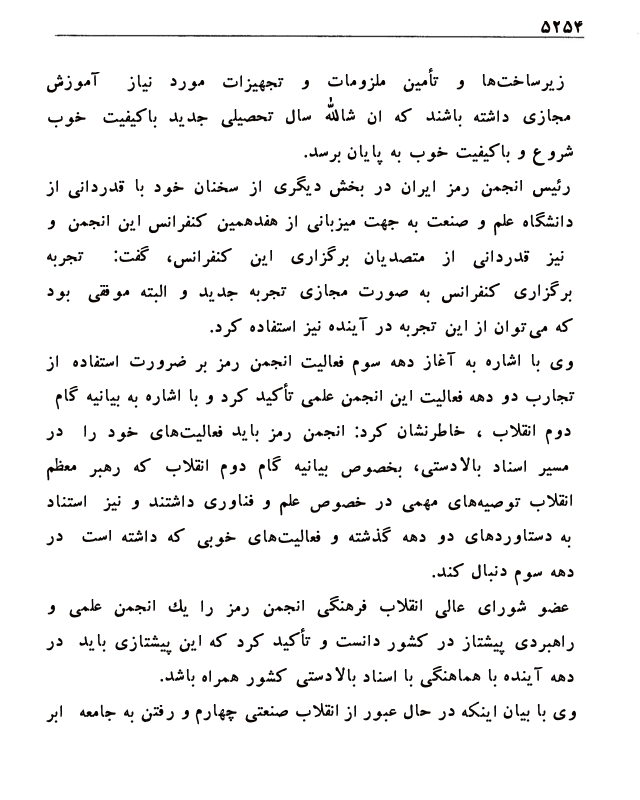 ۵۲۵۴
زیرساخت‌ها و تأمین ملزومات و تجهیزات مورد نیاز آموزش
مجازی داشته باشند که ان شالله سال تحصیلی جدید باکیفیت خوب
شروع و باکیفیت خوب به پایان برسد.
رئیس انجمن رمز ایران در بخش دیگری از سخنان خود با قدردانی از
دانشگاه علم و صنعت به جهت میزبانی از هفدهمین کنفرانس این انجمن و
نیز قدردانی از متصدیان برگزاری این کنفرانس، گفت: تجربه
برگزاری کنفرانس به صورت مجازی تجربه جدید و البته موفقی بود
که می‌توان از این تجربه در آینده نیز استفاده کرد.
وی با اشاره به آغاز دهه سوم فعالیت انجمن رمز بر ضرورت استفاده از
تجارب دو دهه فعالیت این انجمن علمی تأکید کرد و با اشاره به بیانیه گام
دوم انقلاب ، خاطرنشان کرد: انجمن رمز باید فعالیت‌های خود را در
مسیر اسناد بالادستی، بخصوص بیانیه گام دوم انقلاب که رهبر معظم
انقلاب توصیه‌های مهمی در خصوص علم و فناوری داشتند و نیز استناد
به دستاوردهای دو دهه گذشته و فعالیت‌های خوبی که داشته است در
دهه سوم دنبال کند.
عضو شورای عالی انقلاب فرهنگی انجمن رمز را یك انجمن علمی و
راهبردی پیشتاز در کشور دانست و تأکید کرد که این پیشتازی باید در
دهه آینده با هماهنگی با اسناد بالادستی کشور همراه باشد.
وی با بیان اینکه در حال عبور از انقلاب صنعتی چهارم و رفتن به جامعه ابر